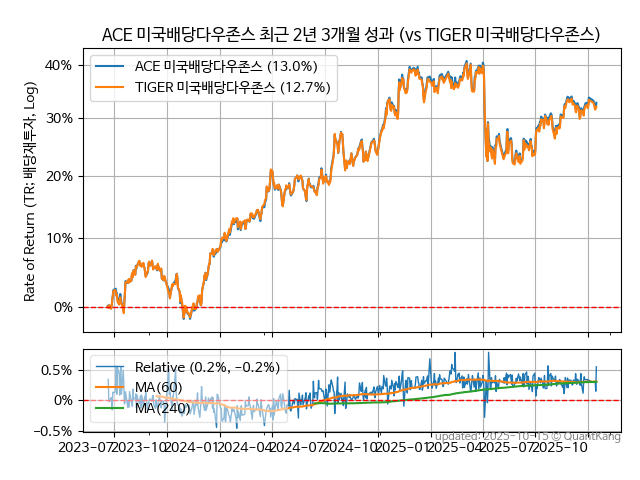 ACE 미국배당다우존스 최근 2년 3개월 성과 (vs TIGER 미국배당다우존스)
ACE 미국배당다우존스 (13.0%)
TIGER 미국배당다우존스 (12.7%)
Rate of Return (TR: 배당재투자, Log)
40%
30%
20%
10%
0%
Relative (0.2%, −0.2%)
MA(60)
MA(240)
0.5%
0%
−0.5%
2023-07 2023-10 2024-01 2024-04 2024-07 2024-10 2025-01 2025-04 2025-07 2025-10
updated: 2025-10-15 © QuantKang